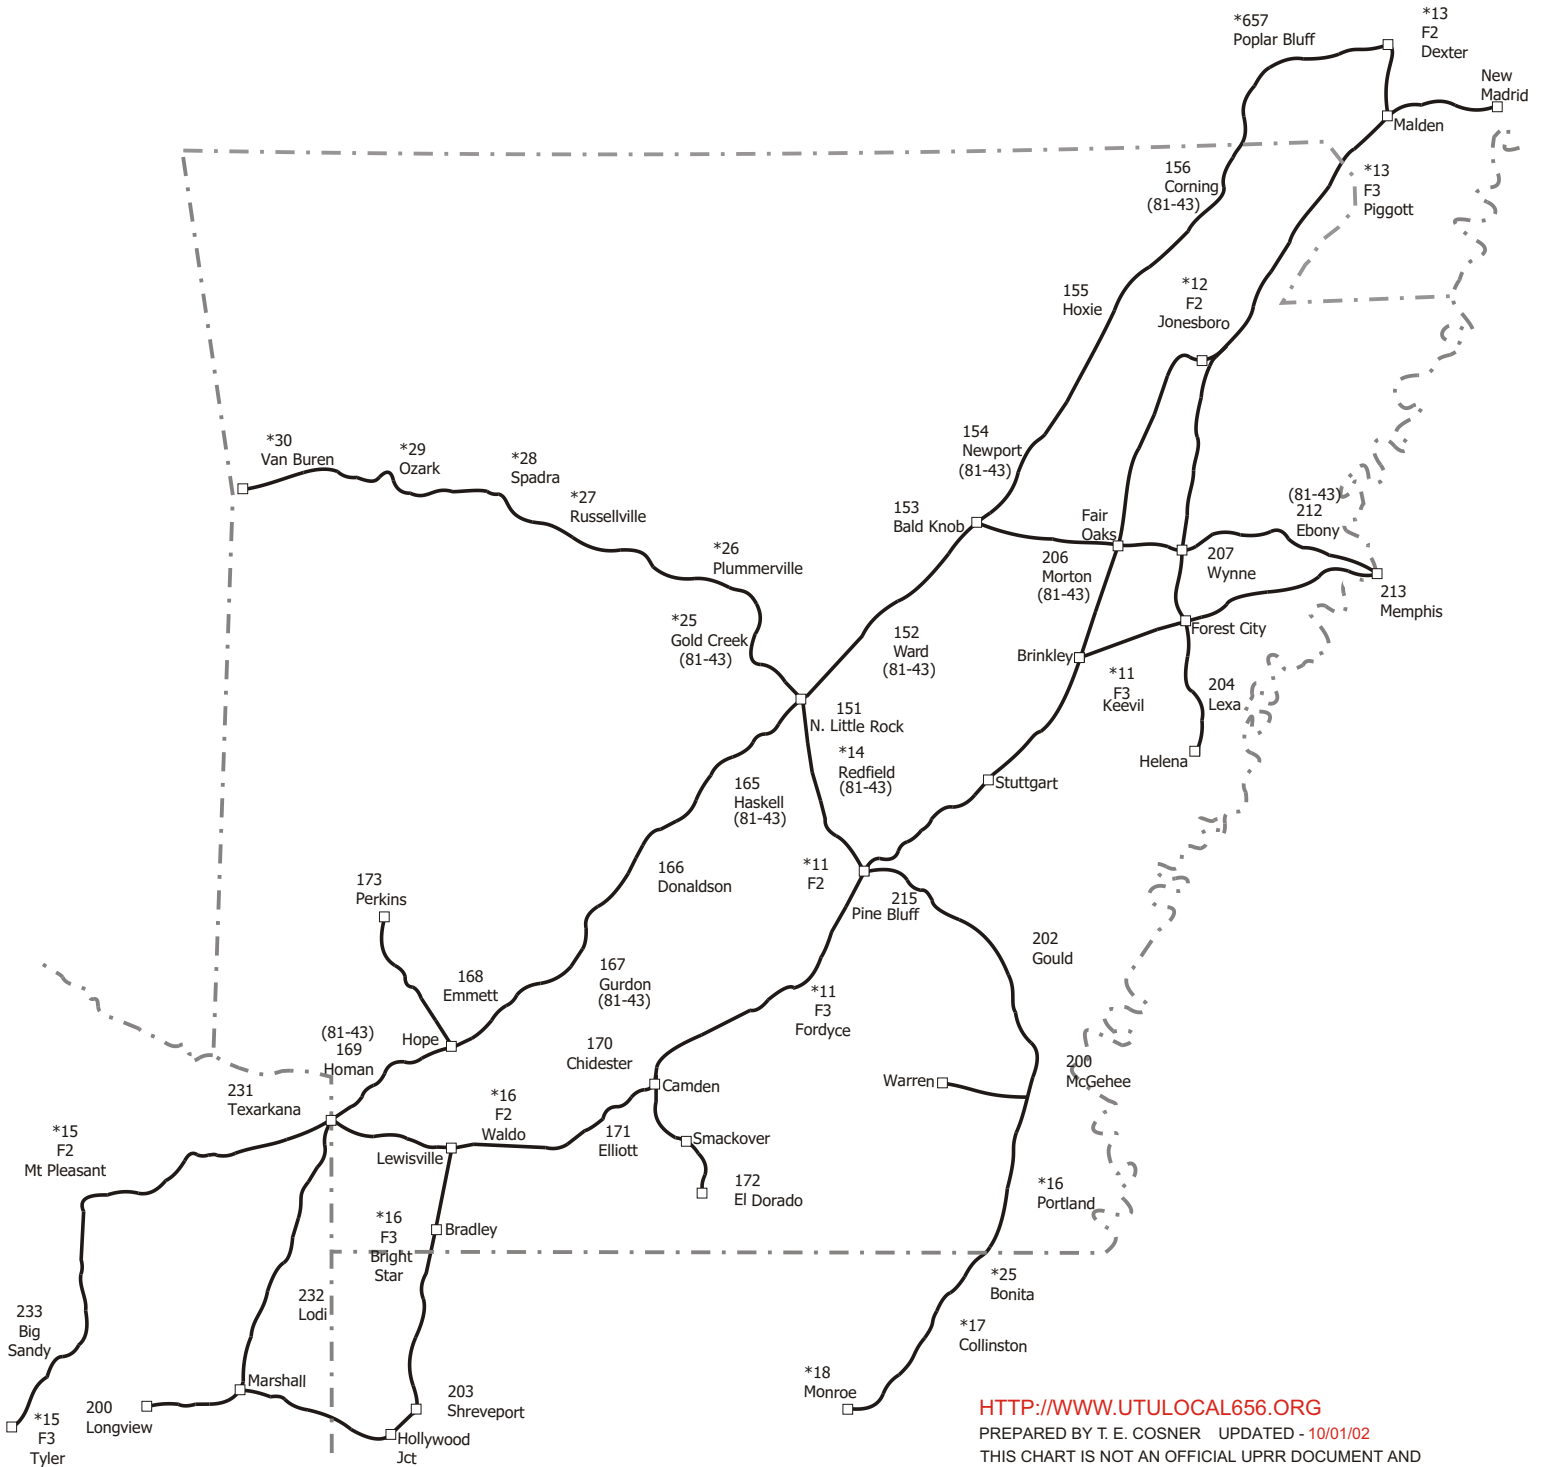 *657
Poplar Bluff
*13
F2
Dexter
New
Madrid
Malden
156
Corning
(81-43)
*13
F3
Piggott
155
Hoxie
*12
F2
Jonesboro
*30
Van Buren
*29
Ozark
*28
Spadra
*27
Russellville
154
Newport
(81-43)
153
Bald Knob
Fair
Oaks
(81-43)
212
Ebony
*26
Plummerville
206
Morton
(81-43)
207
Wynne
213
Memphis
*25
Gold Creek
(81-43)
152
Ward
(81-43)
Forest City
Brinkley
*11
F3
Keevil
204
Lexa
151
N. Little Rock
Helena
*14
Redfield
(81-43)
Stuttgart
165
Haskell
(81-43)
166
Donaldson
*11
F2
173
Perkins
215
Pine Bluff
202
Gould
168
Emmett
167
Gurdon
(81-43)
*11
F3
Fordyce
(81-43)
169
Homan
Hope
170
Chidester
200
McGehee
Warren
Camden
231
Texarkana
*16
F2
Waldo
*15
F2
Mt Pleasant
Lewisville
171
Elliott
Smackover
172
El Dorado
*16
Portland
*16
F3
Bright
Star
Bradley
*25
Bonita
233
Big
Sandy
232
Lodi
*17
Collinston
Marshall
*18
Monroe
203
Shreveport
200
Longview
*15
F3
Tyler
Hollywood
Jct
HTTP://WWW.UTULOCAL656.ORG
PREPARED BY T. E. COSNER UPDATED - 10/01/02
THIS CHART IS NOT AN OFFICIAL UPRR DOCUMENT AND